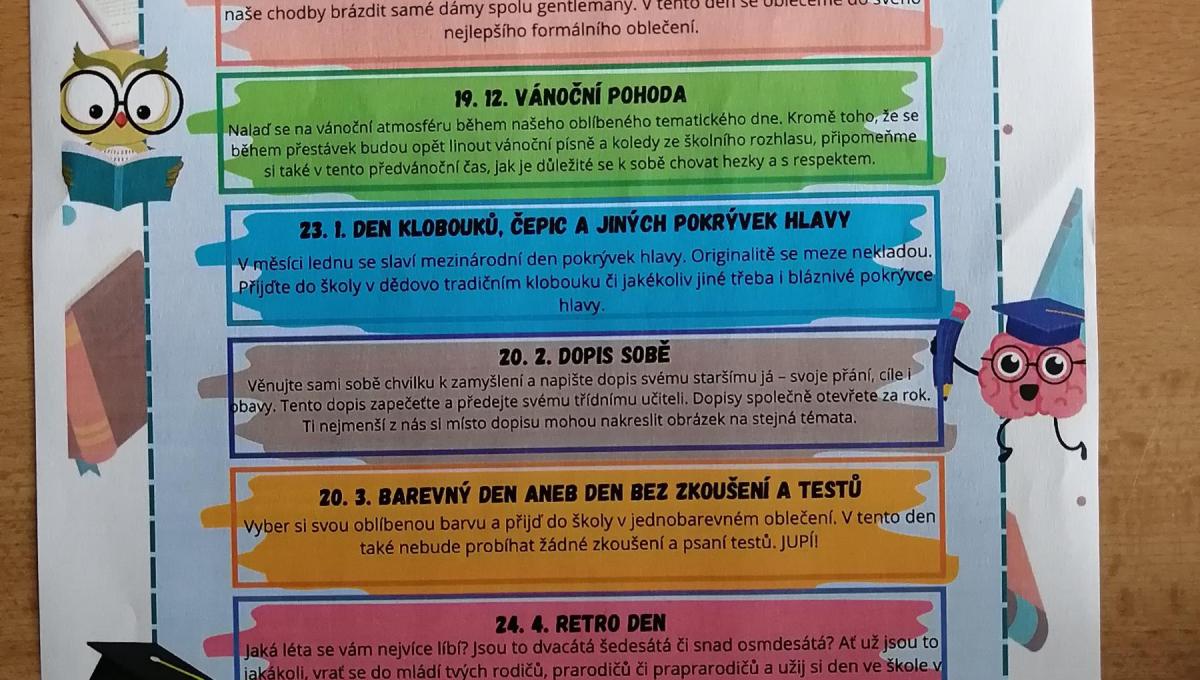 naše chodby brázdit samé dámy spolu gentlemany. V tento den se oblečeme do svého
nejlepšího formálního oblečení.
19. 12. VÁNOČNÍ POHODA
Nalaď se na vánoční atmosféru během našeho oblíbeného tematického dne. Kromě toho, že se
během přestávek budou opět linout vánoční písně a koledy ze školního rozhlasu, připomeňme
si také v tento předvánoční čas, jak je důležité se k sobě chovat hezky a s respektem.
23. 1. DEN KLOBOUKŮ, ČEPIC A JINÝCH POKRÝVEK HLAVY
V měsíci lednu se slaví mezinárodní den pokrývek hlavy. Originalitě se meze nekladou.
Přijďte do školy v dědovo tradičním klobouku či jakékoliv jiné třeba i bláznivé pokrývce
hlavy.
20. 2. DOPIS SOBĚ
Věnujte sami sobě chvilku k zamyšlení a napište dopis svému staršímu já – svoje přání, cíle i
obavy. Tento dopis zapečeťte a předejte svému třídnímu učiteli. Dopisy společně otevřete za rok.
Ti nejmenší z nás si místo dopisu mohou nakreslit obrázek na stejná témata.
20. 3. BAREVNÝ DEN ANEB DEN BEZ ZKOUŠENÍ A TESTŮ
Vyber si svou oblíbenou barvu a přijď do školy v jednobarevném oblečení. V tento den
také nebude probíhat žádné zkoušení a psaní testů. JUPÍ!
24. 4. RETRO DEN
Jaká léta se vám nejvíce líbí? Jsou to dvacátá šedesátá či snad osmdesátá? Ať už jsou to
jakákoli, vrať se do mládí tvých rodičů, prarodičů či praprarodičů a užij si den ve škole v